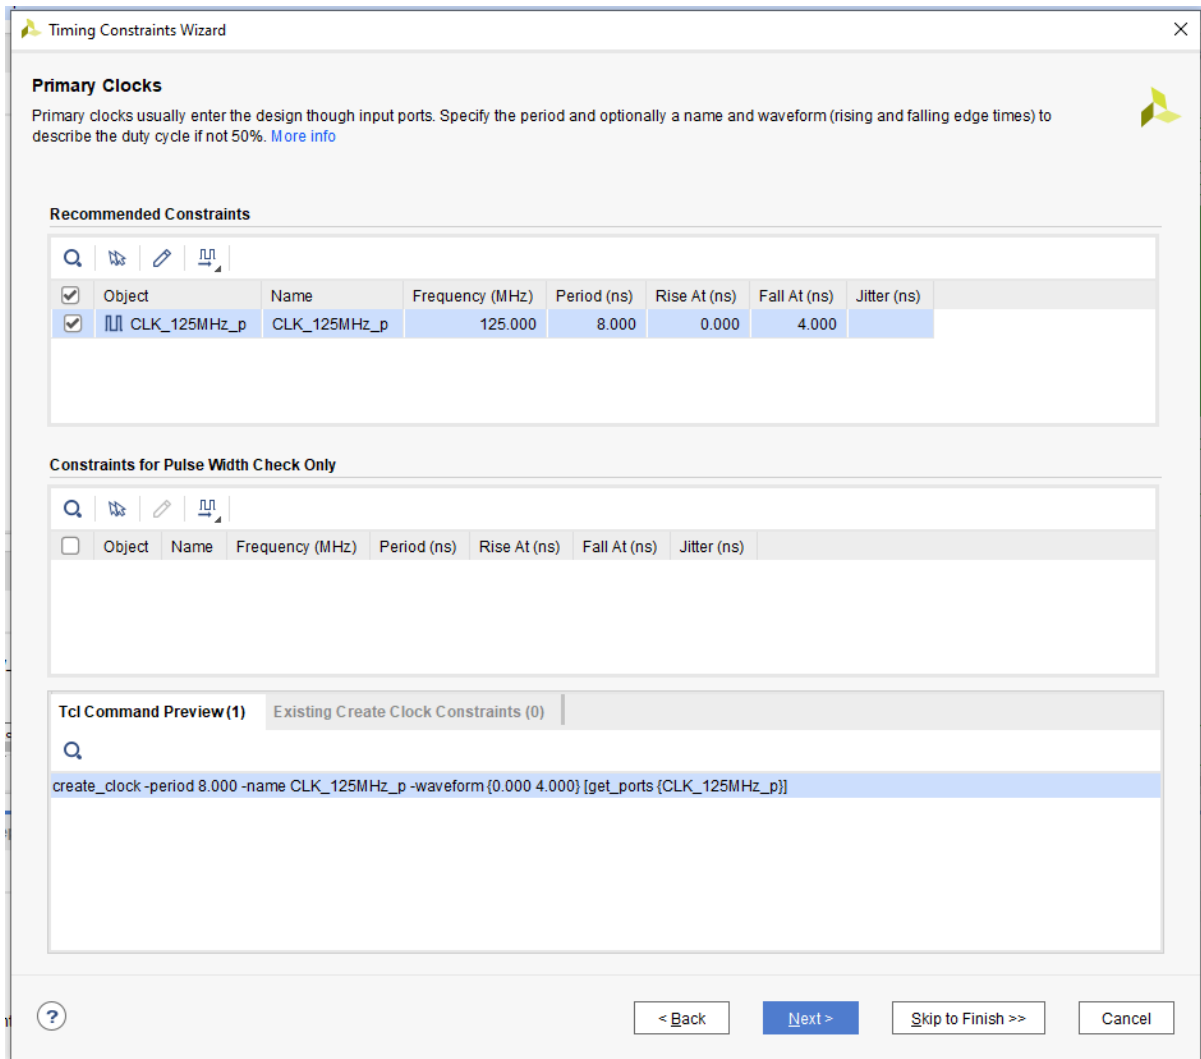 Timing Constraints Wizard
Primary Clocks
Primary clocks usually enter the design though input ports. Specify the period and optionally a name and waveform (rising and falling edge times) to
describe the duty cycle if not 50%. More info
Recommended Constraints
Object Name Frequency (MHz) Period (ns) Rise At (ns) Fall At (ns) Jitter (ns)
CLK_125MHz_p CLK_125MHz_p 125.000 8.000 0.000 4.000
Constraints for Pulse Width Check Only
Object Name Frequency (MHz) Period (ns) Rise At (ns) Fall At (ns) Jitter (ns)
Tcl Command Preview (1) Existing Create Clock Constraints (0)
create_clock -period 8.000 -name CLK_125MHz_p -waveform {0.000 4.000} [get_ports {CLK_125MHz_p}]
? < Back Next > Skip to Finish >> Cancel